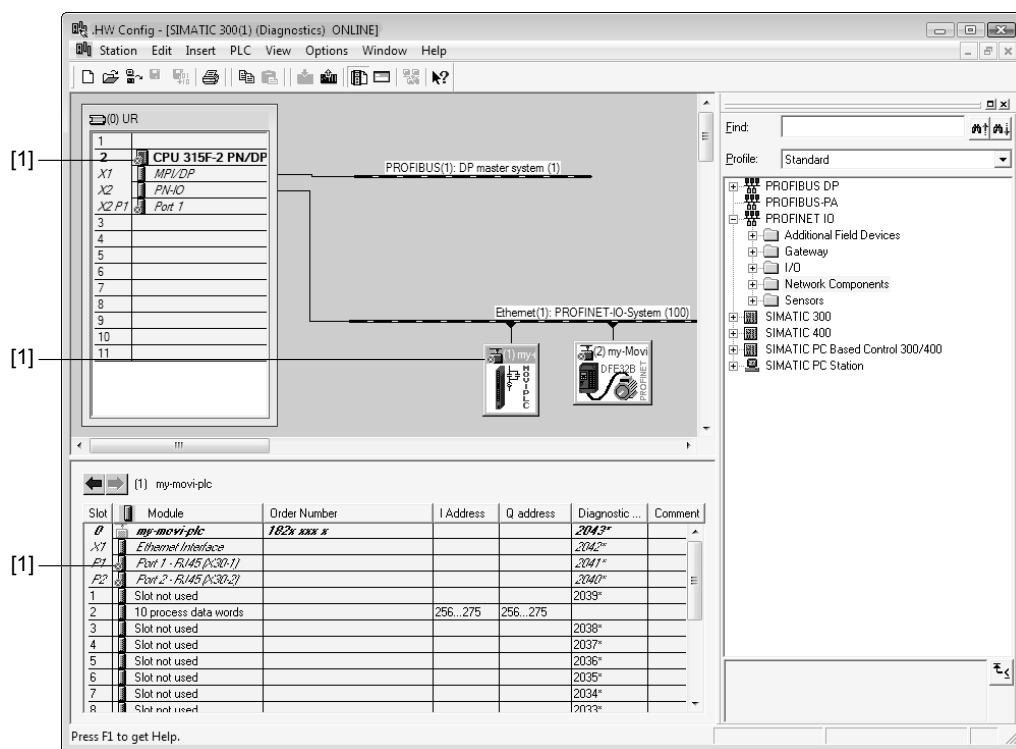 .HW Config - [SIMATIC 300(1) (Diagnostics) ONLINE]
Station Edit Insert PLC View Options Window Help
(0) UR
1
[1]
2 CPU 315F-2 PN/DP
X1 MPI/DP
X2 PN-IO
X2 P1 Port 1
3
4
5
6
7
8
9
10
11
PROFIBUS(1): DP master system (1)
Ethernet(1): PROFINET-IO-System (100)
[1]
(1) my-
MOVIPLC
(2) my-Movi
DFE32B
PROFINET
Find:
Profile: Standard
PROFIBUS DP
PROFIBUS-PA
PROFINET IO
Additional Field Devices
Gateway
I/O
Network Components
Sensors
SIMATIC 300
SIMATIC 400
SIMATIC PC Based Control 300/400
SIMATIC PC Station
(1) my-movi-plc
Slot Module Order Number I Address Q address Diagnostic ... Comment
0 my-movi-plc 182x xxx x 2043*
X1 Ethernet Interface 2042*
[1]
P1 Port 1 - RJ45 (X30-1) 2041*
P2 Port 2 - RJ45 (X30-2) 2040*
1 Slot not used 2039*
2 10 process data words 256...275 256...275
3 Slot not used 2038*
4 Slot not used 2037*
5 Slot not used 2036*
6 Slot not used 2035*
7 Slot not used 2034*
8 Slot not used 2033*
Press F1 to get Help.